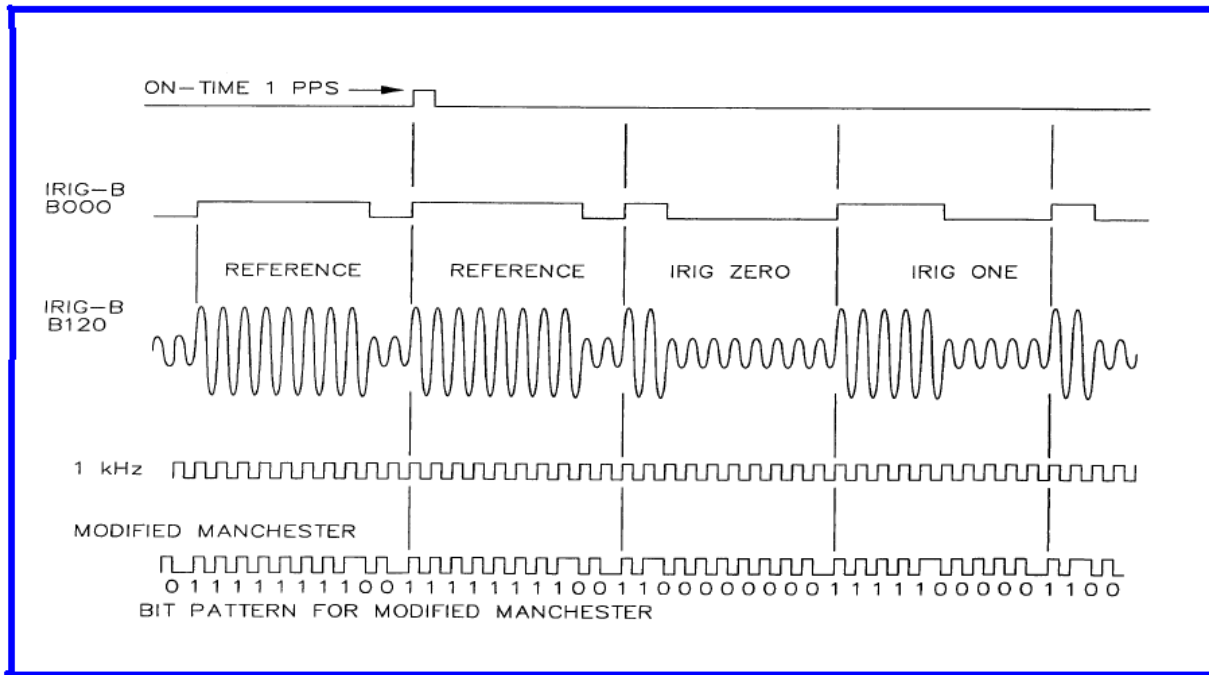 ON-TIME 1 PPS
IRIG-B
B000
REFERENCE REFERENCE IRIG ZERO IRIG ONE
IRIG-B
B120
1 kHz
MODIFIED MANCHESTER
0 1 1 1 1 1 1 1 1 0 0 1 1 1 1 1 1 1 1 0 0 1 1 0 0 0 0 0 0 0 0 1 1 1 1 1 0 0 0 0 0 1 1 0 0
BIT PATTERN FOR MODIFIED MANCHESTER